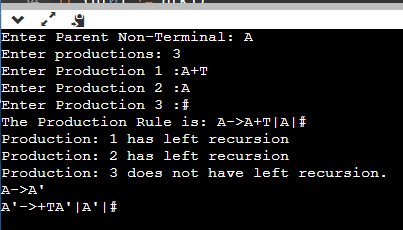 Enter Parent Non-Terminal: A
Enter productions: 3
Enter Production 1 :A+T
Enter Production 2 :A
Enter Production 3 :#
The Production Rule is: A->A+T|A|#
Production: 1 has left recursion
Production: 2 has left recursion
Production: 3 does not have left recursion.
A->A'
A'->+TA'|A'|#